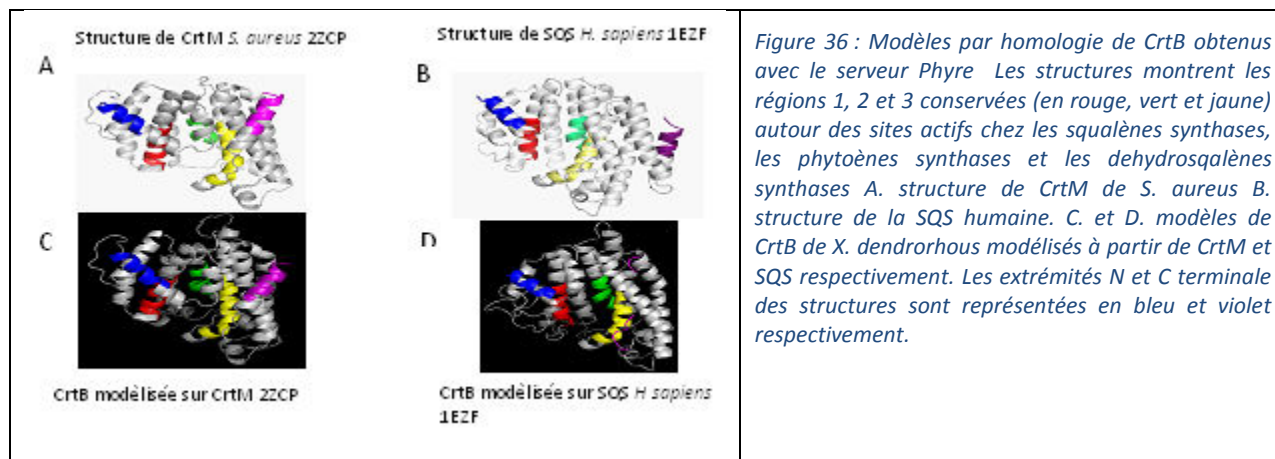 Structure de CrtM S. aureus 2ZCP
Structure de SQS H. sapiens 1EZF
A
B
C
D
CrtB modèlisée sur CrtM 2ZCP
CrtB modélisée sur SQS H sapiens
1EZF
Figure 36 : Modèles par homologie de CrtB obtenus
avec le serveur Phyre Les structures montrent les
régions 1, 2 et 3 conservées (en rouge, vert et jaune)
autour des sites actifs chez les squalènes synthases,
les phytoènes synthases et les dehydrosqalènes
synthases A. structure de CrtM de S. aureus B.
structure de la SQS humaine. C. et D. modèles de
CrtB de X. dendrorhous modélisés à partir de CrtM et
SQS respectivement. Les extrémités N et C terminale
des structures sont représentées en bleu et violet
respectivement.